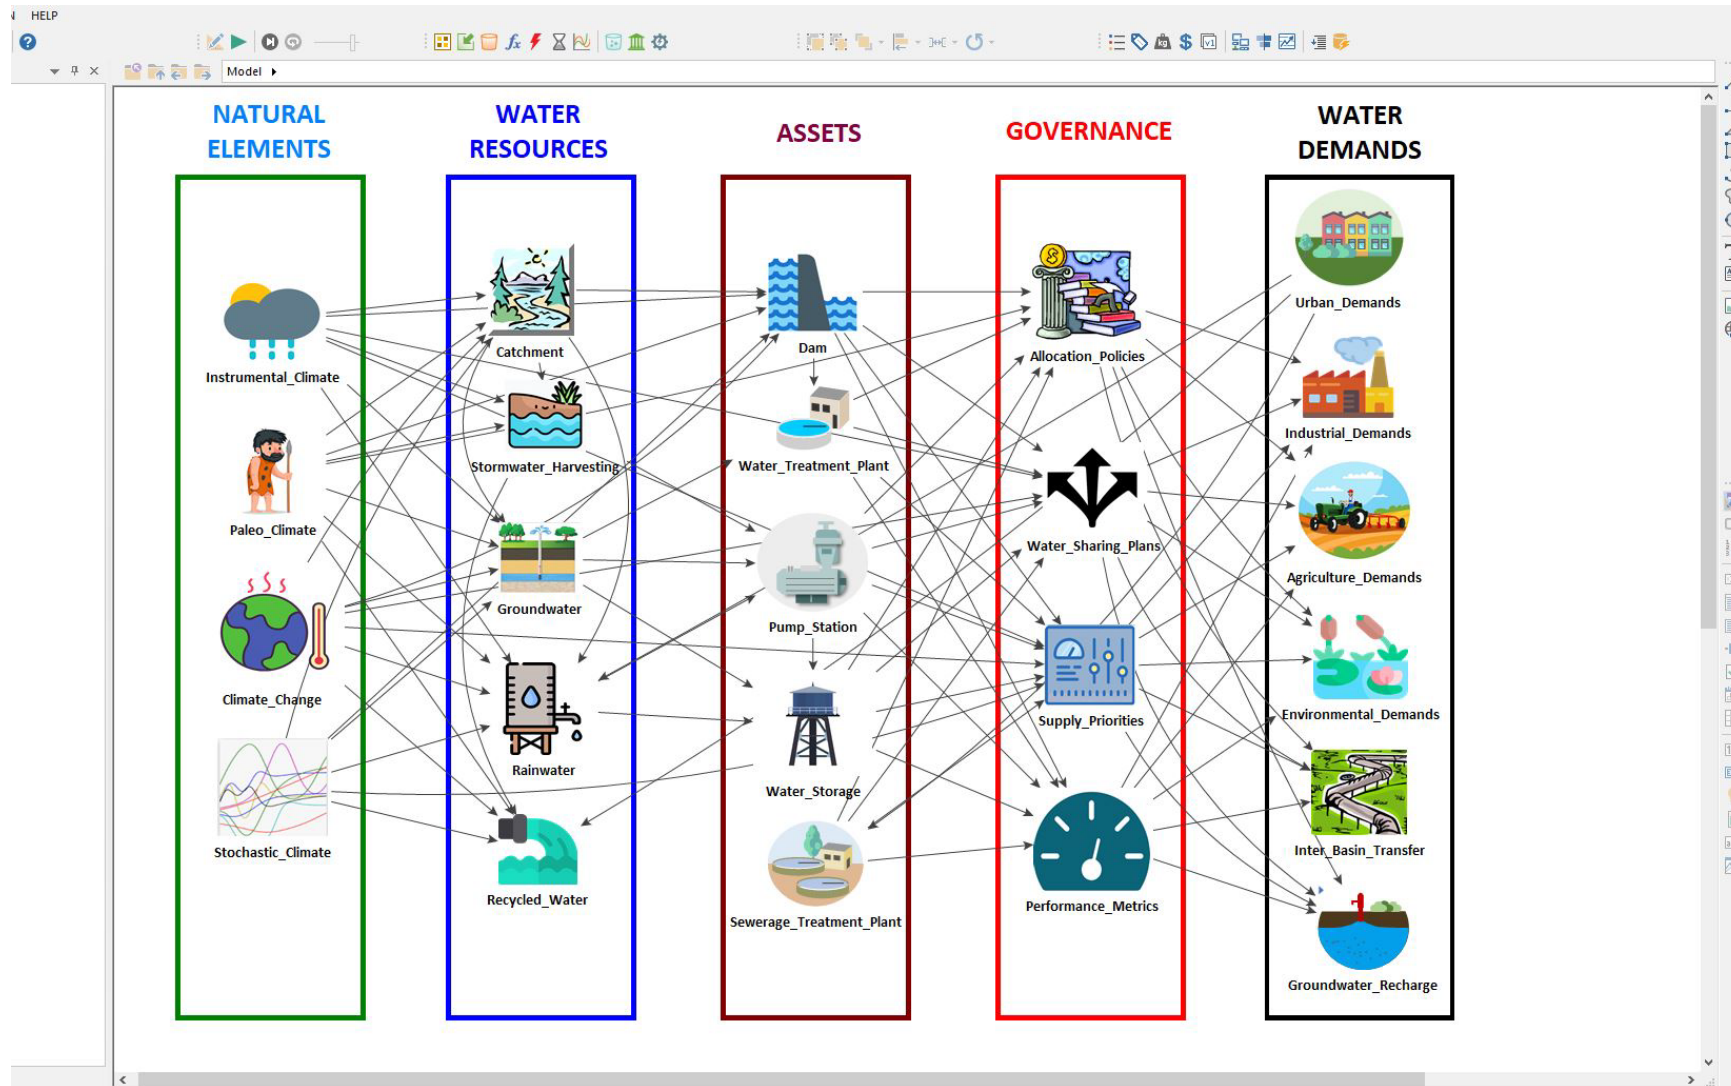 HELP
Model
NATURAL
ELEMENTS
WATER
RESOURCES
ASSETS
GOVERNANCE
WATER
DEMANDS
Instrumental_Climate
Paleo_Climate
Climate_Change
Stochastic_Climate
Catchment
Stormwater_Harvesting
Groundwater
Rainwater
Recycled_Water
Dam
Water_Treatment_Plant
Pump_Station
Water_Storage
Sewerage_Treatment_Plant
Allocation_Policies
Water_Sharing_Plans
Supply_Priorities
Performance_Metrics
Urban_Demands
Industrial_Demands
Agriculture_Demands
Environmental_Demands
Inter_Basin_Transfer
Groundwater_Recharge